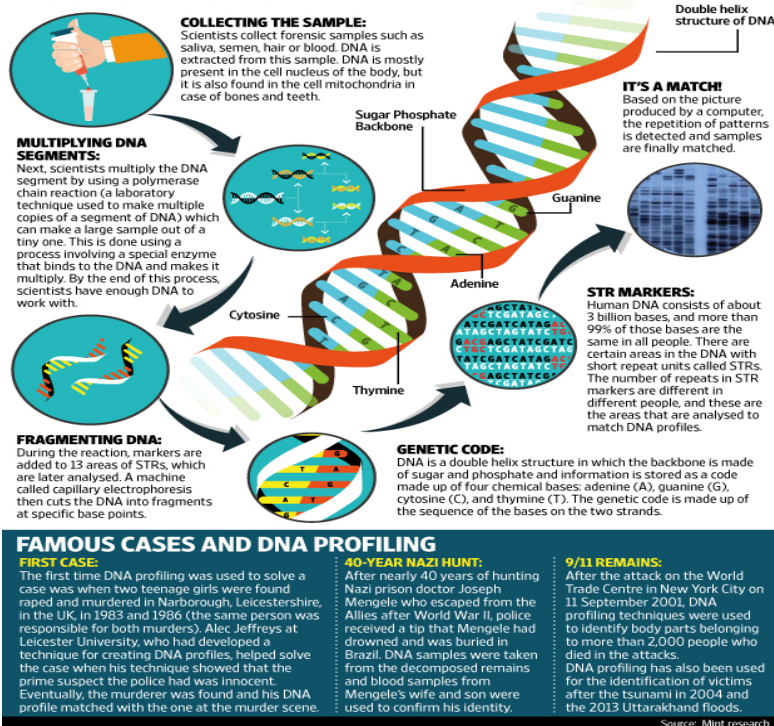 COLLECTING THE SAMPLE:
Scientists collect forensic samples such as
saliva, semen, hair or blood. DNA is
extracted from this sample. DNA is mostly
present in the cell nucleus of the body, but
it is also found in the cell mitochondria in
case of bones and teeth.
Double helix
structure of DNA
IT'S A MATCH!
Based on the picture
produced by a computer,
the repetition of patterns
is detected and samples
are finally matched.
Sugar Phosphate
Backbone
MULTIPLYING DNA
SEGMENTS:
Next, scientists multiply the DNA
segment by using a polymerase
chain reaction (a laboratory
technique used to make multiple
copies of a segment of DNA) which
can make a large sample out of a
tiny one. This is done using a
process involving a special enzyme
that binds to the DNA and makes it
multiply. By the end of this process,
scientists have enough DNA to
work with.
Guanine
Adenine
Cytosine
Thymine
STR MARKERS:
Human DNA consists of about
3 billion bases, and more than
99% of those bases are the
same in all people. There are
certain areas in the DNA with
short repeat units called STRs.
The number of repeats in STR
markers are different in
different people, and these are
the areas that are analysed to
match DNA profiles.
FRAGMENTING DNA:
During the reaction, markers are
added to 13 areas of STRs, which
are later analysed. A machine
called capillary electrophoresis
then cuts the DNA into fragments
at specific base points.
GENETIC CODE:
DNA is a double helix structure in which the backbone is made
of sugar and phosphate and information is stored as a code
made up of four chemical bases: adenine (A), guanine (G),
cytosine (C), and thymine (T). The genetic code is made up of
the sequence of the bases on the two strands.
FAMOUS CASES AND DNA PROFILING
FIRST CASE:
The first time DNA profiling was used to solve a
case was when two teenage girls were found
raped and murdered in Narborough, Leicestershire,
in the UK, in 1983 and 1986 (the same person was
responsible for both murders). Alec Jeffreys at
Leicester University, who had developed a
technique for creating DNA profiles, helped solve
the case when his technique showed that the
prime suspect the police had was innocent.
Eventually, the murderer was found and his DNA
profile matched with the one at the murder scene.
40-YEAR NAZI HUNT:
After nearly 40 years of hunting
Nazi prison doctor Joseph
Mengele who escaped from the
Allies after World War II, police
received a tip that Mengele had
drowned and was buried in
Brazil. DNA samples were taken
from the decomposed remains
and blood samples from
Mengele's wife and son were
used to confirm his identity.
9/11 REMAINS:
After the attack on the World
Trade Centre in New York City on
11 September 2001, DNA
profiling techniques were used
to identify body parts belonging
to more than 2,000 people who
died in the attacks.
DNA profiling has also been used
for the identification of victims
after the tsunami in 2004 and
the 2013 Uttarakhand floods.
Source: Mint research